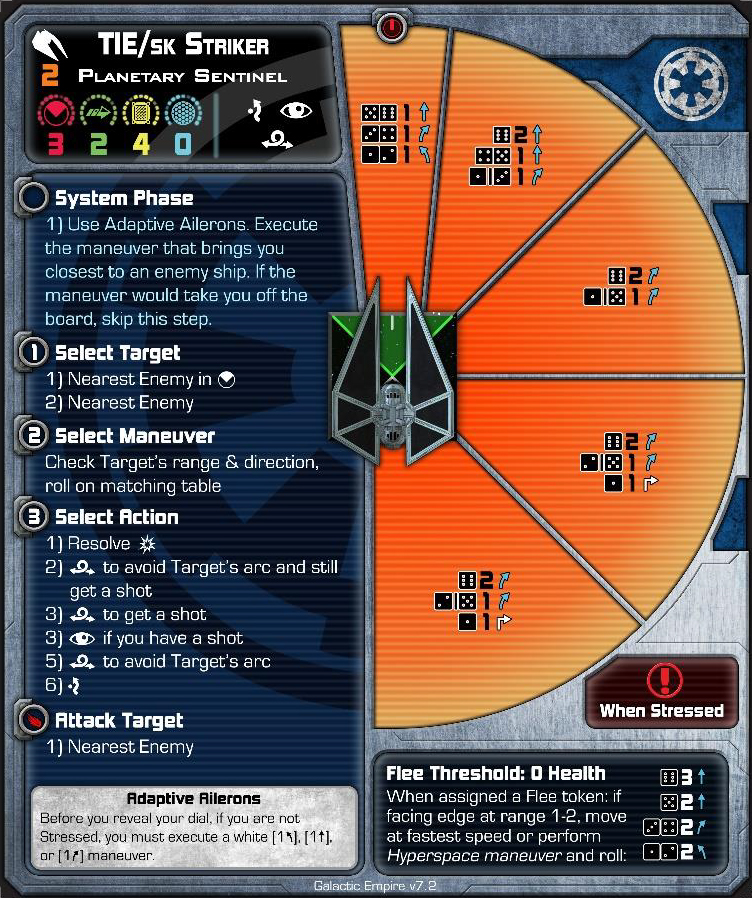 TIE/sk Striker
2 Planetary Sentinel
3 2 4 0
System Phase
1) Use Adaptive Ailerons. Execute
the maneuver that brings you
closest to an enemy ship. If the
maneuver would take you off the
board, skip this step.
1 Select Target
1) Nearest Enemy in
2) Nearest Enemy
2 Select Maneuver
Check Target's range & direction,
roll on matching table
3 Select Action
1) Resolve
2) to avoid Target's arc and still
get a shot
3) to get a shot
3) if you have a shot
5) to avoid Target's arc
6)
Attack Target
1) Nearest Enemy
Adaptive Ailerons
Before you reveal your dial, if you are not
Stressed, you must execute a white [1↖], [1↑],
or [1↗] maneuver.
1 ↑
1 ↗
1 ↖
2 ↑
1 ↑
1 ↗
2 ↗
1 ↗
2 ↗
1 ↗
1 ↱
2 ↗
1 ↗
1 ↱
!
When Stressed
Flee Threshold: 0 Health
When assigned a Flee token: if
facing edge at range 1-2, move
at fastest speed or perform
Hyperspace maneuver and roll:
3 ↑
2 ↑
2 ↗
2 ↖
Galactic Empire v7.2